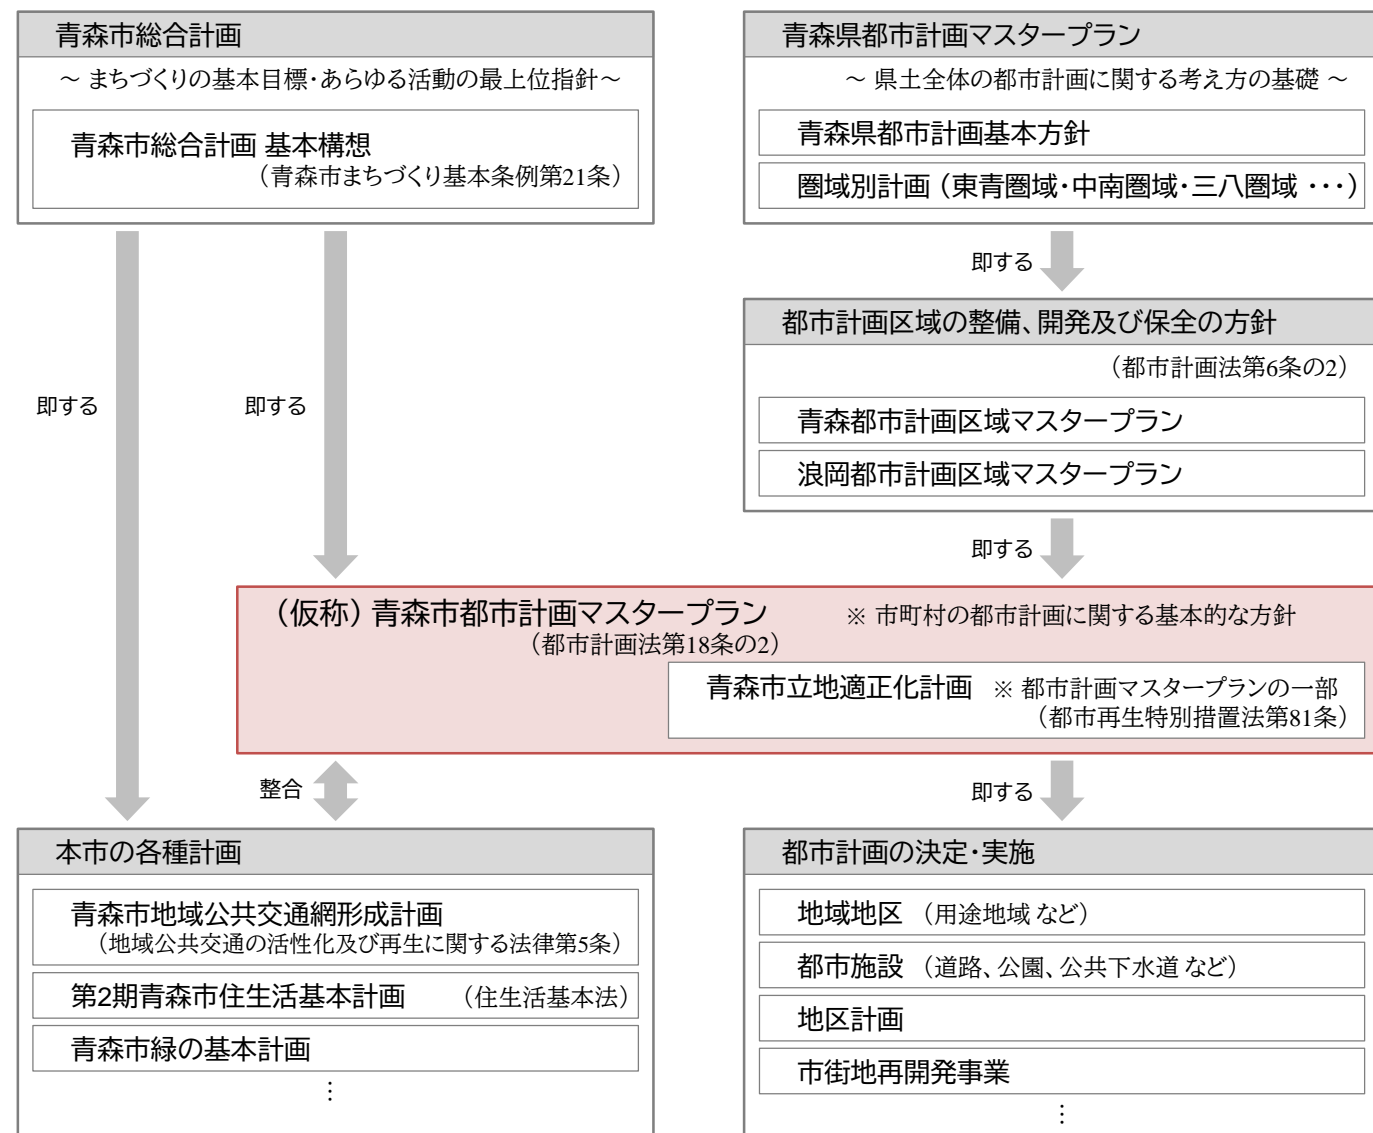 青森市総合計画
～ まちづくりの基本目標・あらゆる活動の最上位指針～
青森市総合計画 基本構想
（青森市まちづくり基本条例第21条）
青森県都市計画マスタープラン
～ 県土全体の都市計画に関する考え方の基礎 ～
青森県都市計画基本方針
圏域別計画（東青圏域・中南圏域・三八圏域 ・・・）
即する
都市計画区域の整備、開発及び保全の方針
（都市計画法第6条の2）
青森都市計画区域マスタープラン
浪岡都市計画区域マスタープラン
即する
即する
即する
（仮称）青森市都市計画マスタープラン ※ 市町村の都市計画に関する基本的な方針
（都市計画法第18条の2）
青森市立地適正化計画 ※ 都市計画マスタープランの一部
（都市再生特別措置法第81条）
整合
即する
本市の各種計画
青森市地域公共交通網形成計画
（地域公共交通の活性化及び再生に関する法律第5条）
第2期青森市住生活基本計画 （住生活基本法）
青森市緑の基本計画
⋮
都市計画の決定・実施
地域地区 （用途地域 など）
都市施設 （道路、公園、公共下水道 など）
地区計画
市街地再開発事業
⋮